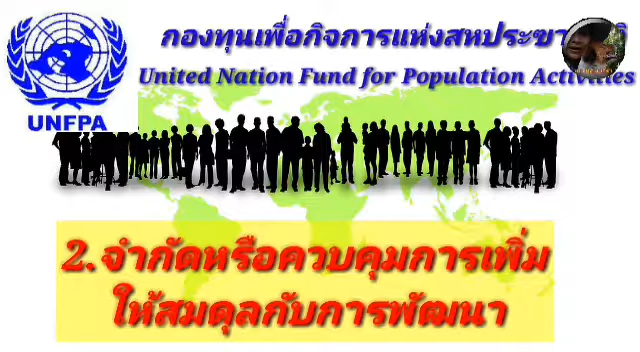 กองทุนเพื่อกิจการแห่งสหประชา
United Nation Fund for Population Activities
UNFPA
2.จำกัดหรือควบคุมการเพิ่ม
ให้สมดุลกับการพัฒนา